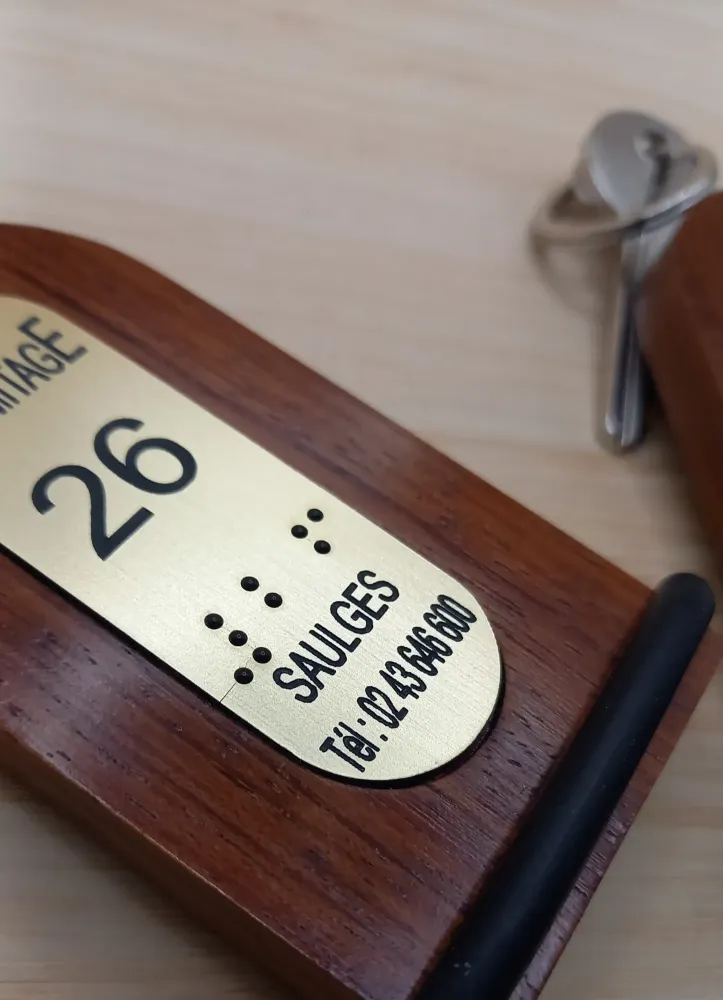 MITAGE
26
⠼⠃⠋
SAULGES
Tél : 02 43 646 600